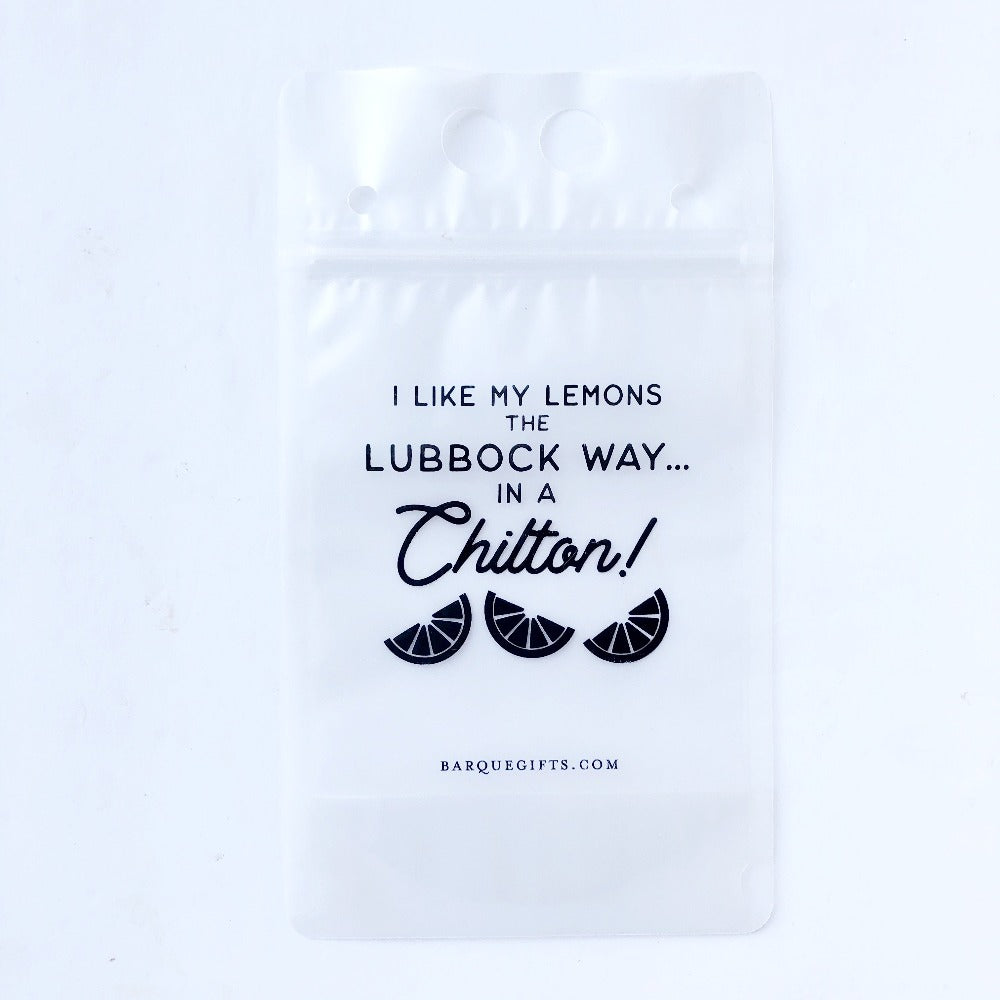 I LIKE MY LEMONS
THE
LUBBOCK WAY...
IN A
Chilton!
BARQUEGIFTS.COM